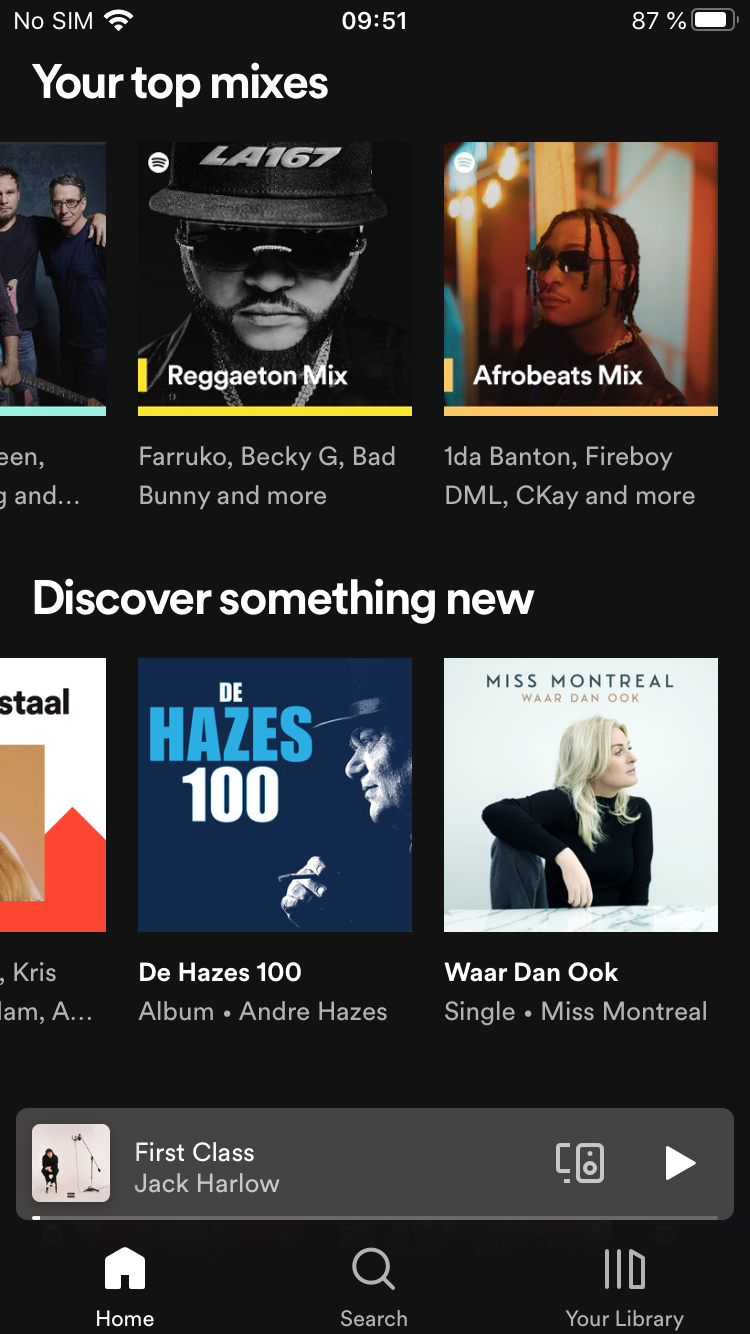 No SIM 09:51 87 %
Your top mixes
LA167
Reggaeton Mix
Afrobeats Mix
een,
g and...
Farruko, Becky G, Bad
Bunny and more
1da Banton, Fireboy
DML, CKay and more
Discover something new
staal
DE
HAZES
100
MISS MONTREAL
WAAR DAN OOK
, Kris
lam, A...
De Hazes 100
Album • Andre Hazes
Waar Dan Ook
Single • Miss Montreal
First Class
Jack Harlow
Home
Search
Your Library